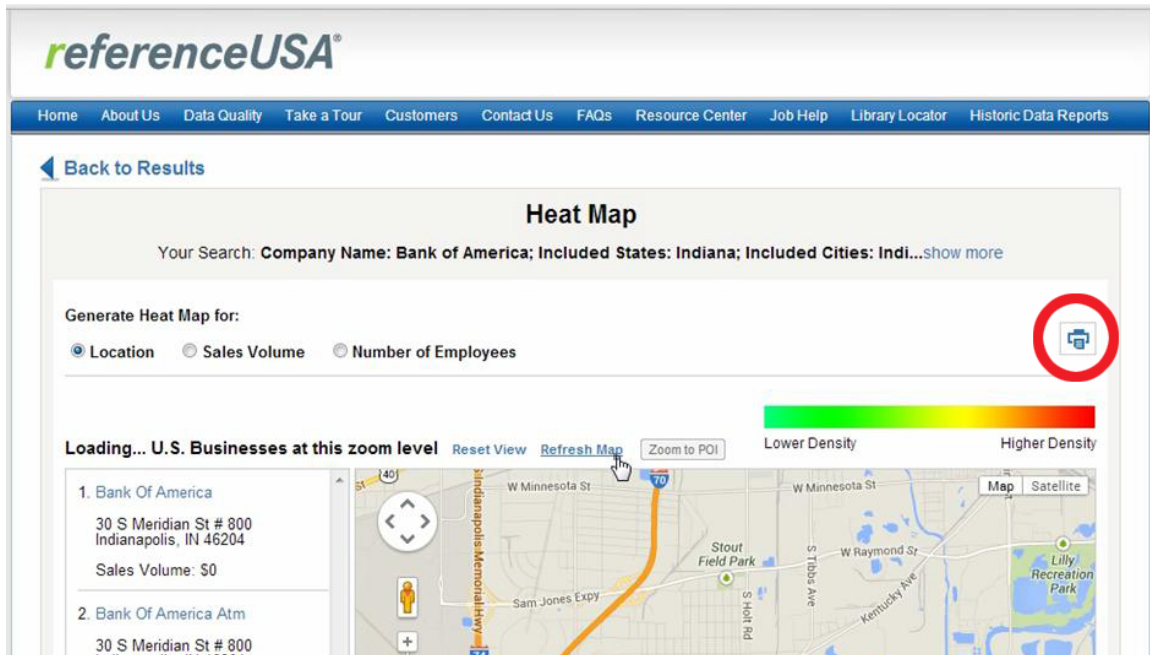 referenceUSA®
Home About Us Data Quality Take a Tour Customers Contact Us FAQs Resource Center Job Help Library Locator Historic Data Reports
Back to Results
Heat Map
Your Search: Company Name: Bank of America; Included States: Indiana; Included Cities: Indi...show more
Generate Heat Map for:
Location Sales Volume Number of Employees
Lower Density Higher Density
Loading... U.S. Businesses at this zoom level Reset View Refresh Map Zoom to POI
1. Bank Of America
30 S Meridian St # 800
Indianapolis, IN 46204
Sales Volume: $0
2. Bank Of America Atm
30 S Meridian St # 800
40
St
Indianapolis Memorial Hwy
W Minnesota St
70
W Minnesota St
Map Satellite
Stout
Field Park
S Tibbs Ave
W Raymond St
Lilly
Recreation
Park
Kentucky Ave
Sam Jones Expy
S Holt Rd
74